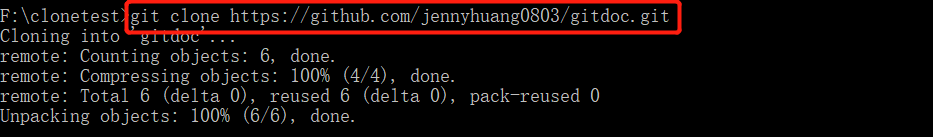 F:\clonetest>git clone https://github.com/jennyhuang0803/gitdoc.git
Cloning into 'gitdoc'...
remote: Counting objects: 6, done.
remote: Compressing objects: 100% (4/4), done.
remote: Total 6 (delta 0), reused 6 (delta 0), pack-reused 0
Unpacking objects: 100% (6/6), done.